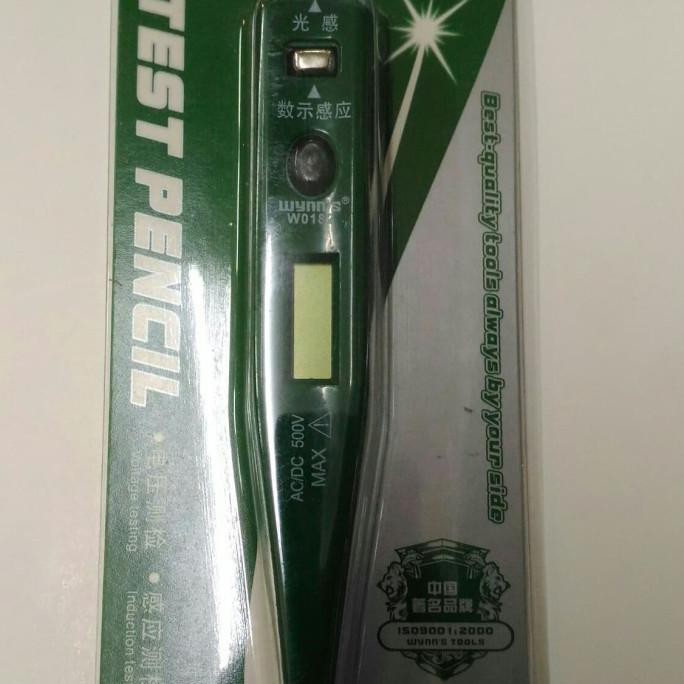 TEST PENCIL
•电压测检
Voltage testing
•感应测检
Induction tes
▲
光感
▲
数示感应
WYNN'S®
W018
AC/DC 500V
MAX
Best-quality tools always by your side
中国
著名品牌
ISO9001:2000
WYNN'S TOOLS